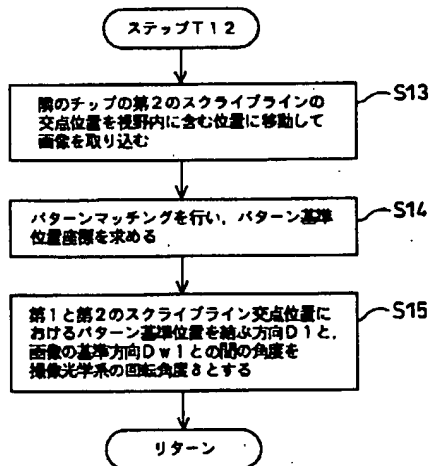 ステップT12
隣のチップの第2のスクライブラインの
交点位置を視野内に含む位置に移動して
画像を取り込む
S13
パターンマッチングを行い,パターン基準
位置座標を求める
S14
第1と第2のスクライブライン交点位置に
おけるパターン基準位置を結ぶ方向D1と,
画像の基準方向Dw1との間の角度を
撮像光学系の回転角度δとする
S15
リターン